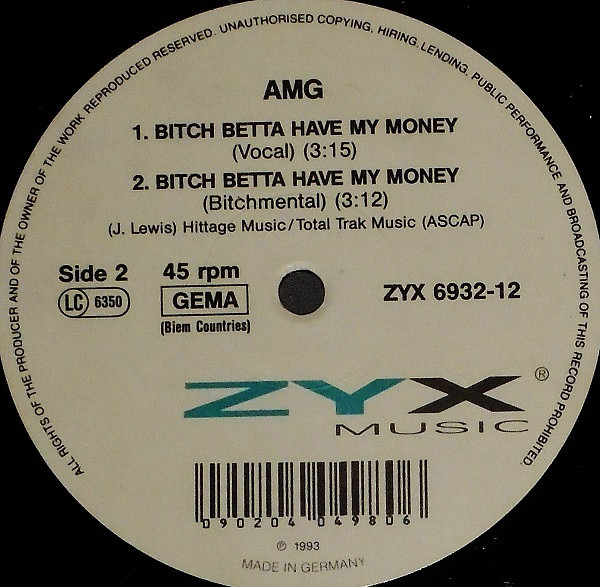 ALL RIGHTS OF THE PRODUCER AND OF THE OWNER OF THE WORK REPRODUCED RESERVED. UNAUTHORISED COPYING, HIRING, LENDING, PUBLIC PERFORMANCE AND BROADCASTING OF THIS RECORD PROHIBITED.
AMG
1. BITCH BETTA HAVE MY MONEY
(Vocal) (3:15)
2. BITCH BETTA HAVE MY MONEY
(Bitchmental) (3:12)
(J. Lewis) Hittage Music/Total Trak Music (ASCAP)
Side 2 45 rpm
LC 6350 GEMA ZYX 6932-12
(Biem Countries)
ZYX ®
MUSIC
090204 049806
℗ 1993
MADE IN GERMANY